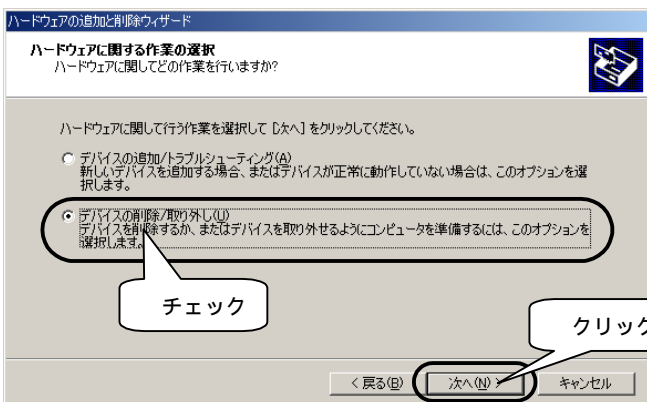 ハードウェアの追加と削除ウィザード
ハードウェアに関する作業の選択
ハードウェアに関してどの作業を行いますか?
ハードウェアに関して行う作業を選択して [次へ] をクリックしてください。
デバイスの追加/トラブルシューティング(A)
新しいデバイスを追加する場合、またはデバイスが正常に動作していない場合は、このオプションを選
択します。
デバイスの削除/取り外し(U)
デバイスを削除するか、またはデバイスを取り外せるようにコンピュータを準備するには、このオプションを
選択します。
チェック
クリック
< 戻る(B)
次へ(N) >
キャンセル